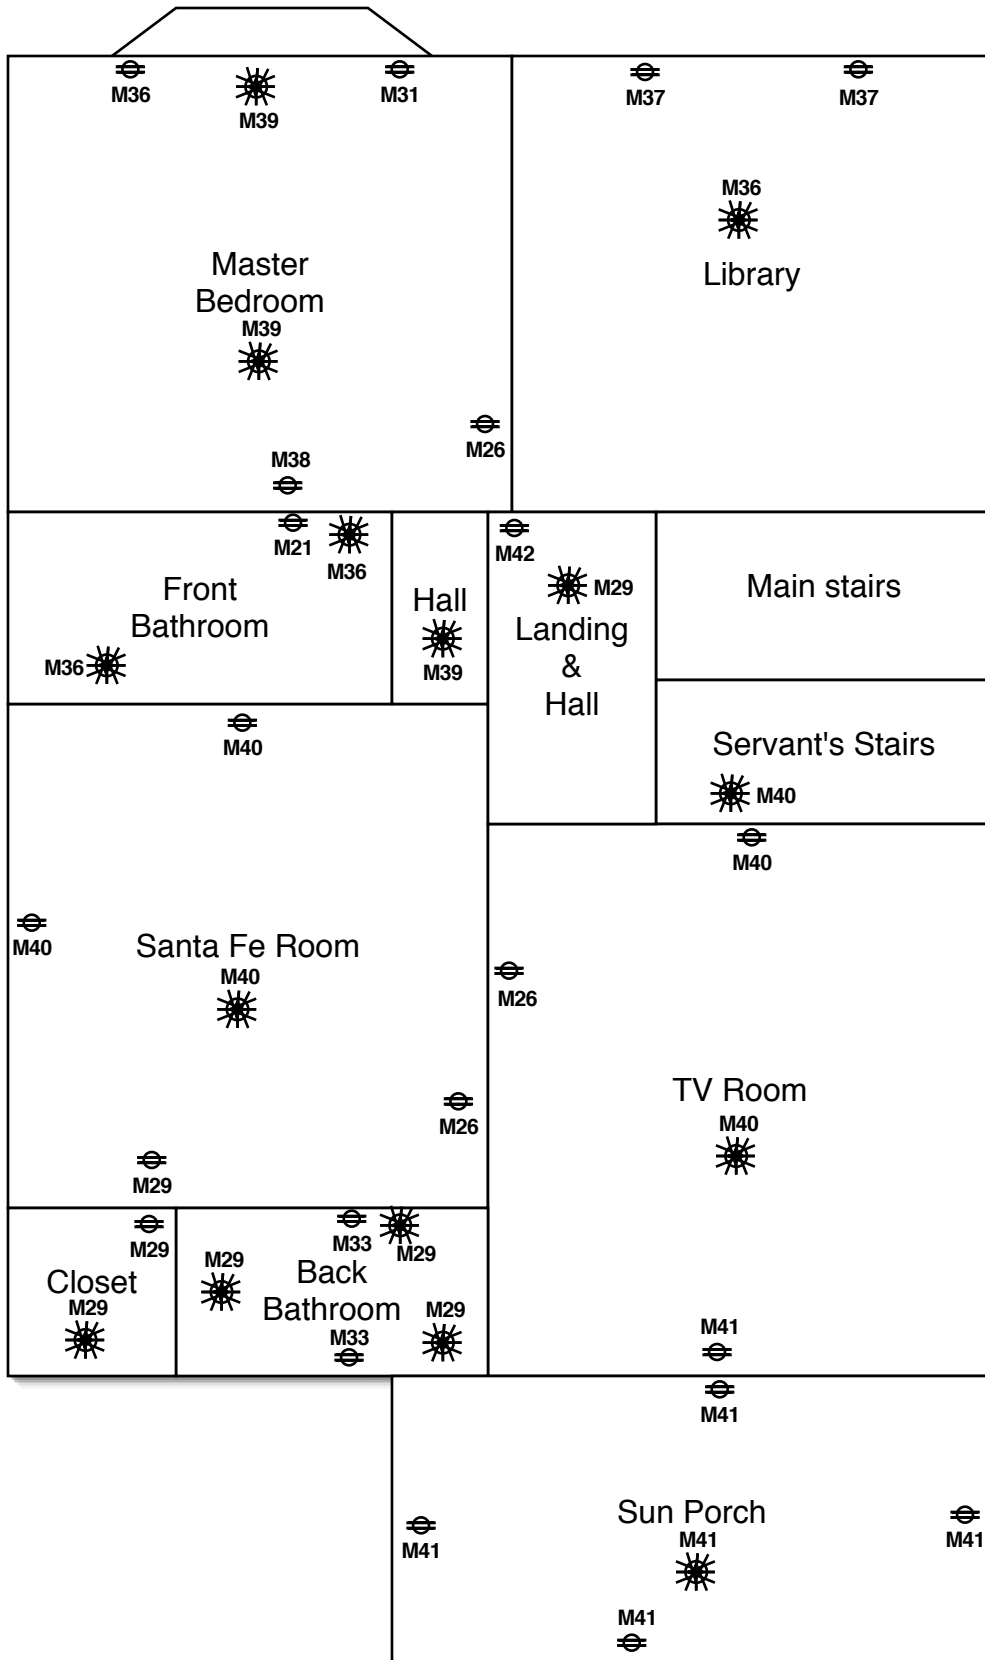 M36
M39
M31
M37
M37
M36
Library
Master
Bedroom
M39
M26
M38
M21
M36
Front
Bathroom
M36
Hall
M39
M42
M29
Landing
&
Hall
Main stairs
Servant's Stairs
M40
M40
M40
Santa Fe Room
M40
M26
M29
M40
M26
TV Room
M40
M41
M29
Closet
M29
M33
M29
M29
Back
Bathroom
M29
M33
M41
M41
Sun Porch
M41
M41
M41